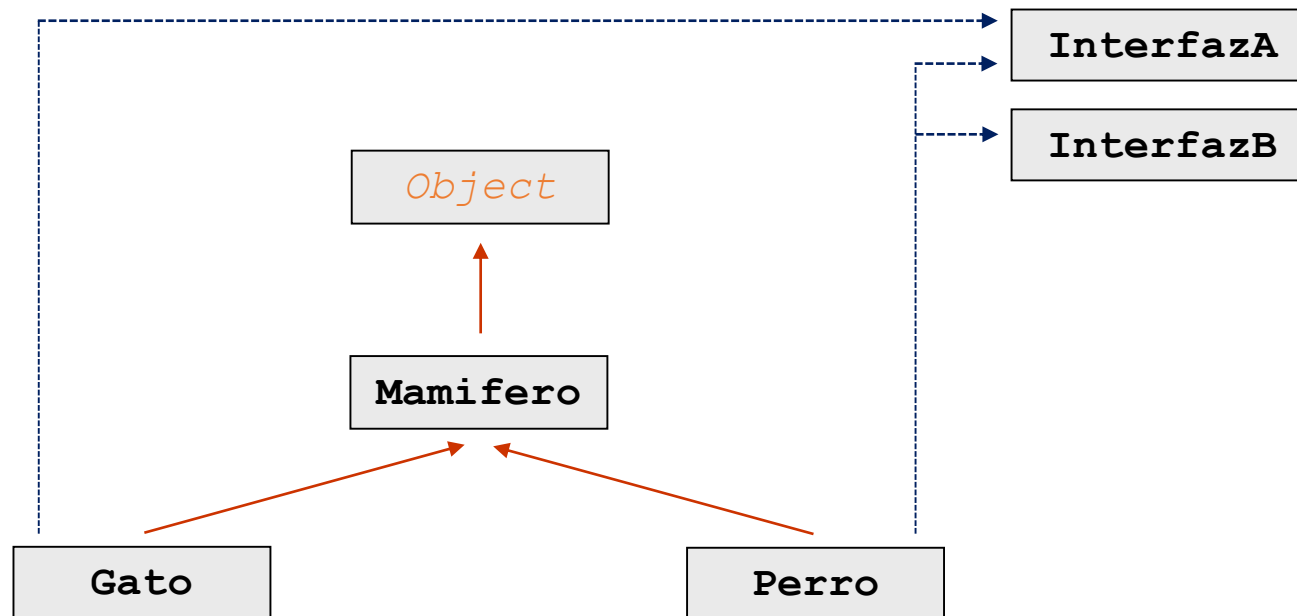 InterfazA
InterfazB
Object
Mamifero
Gato
Perro